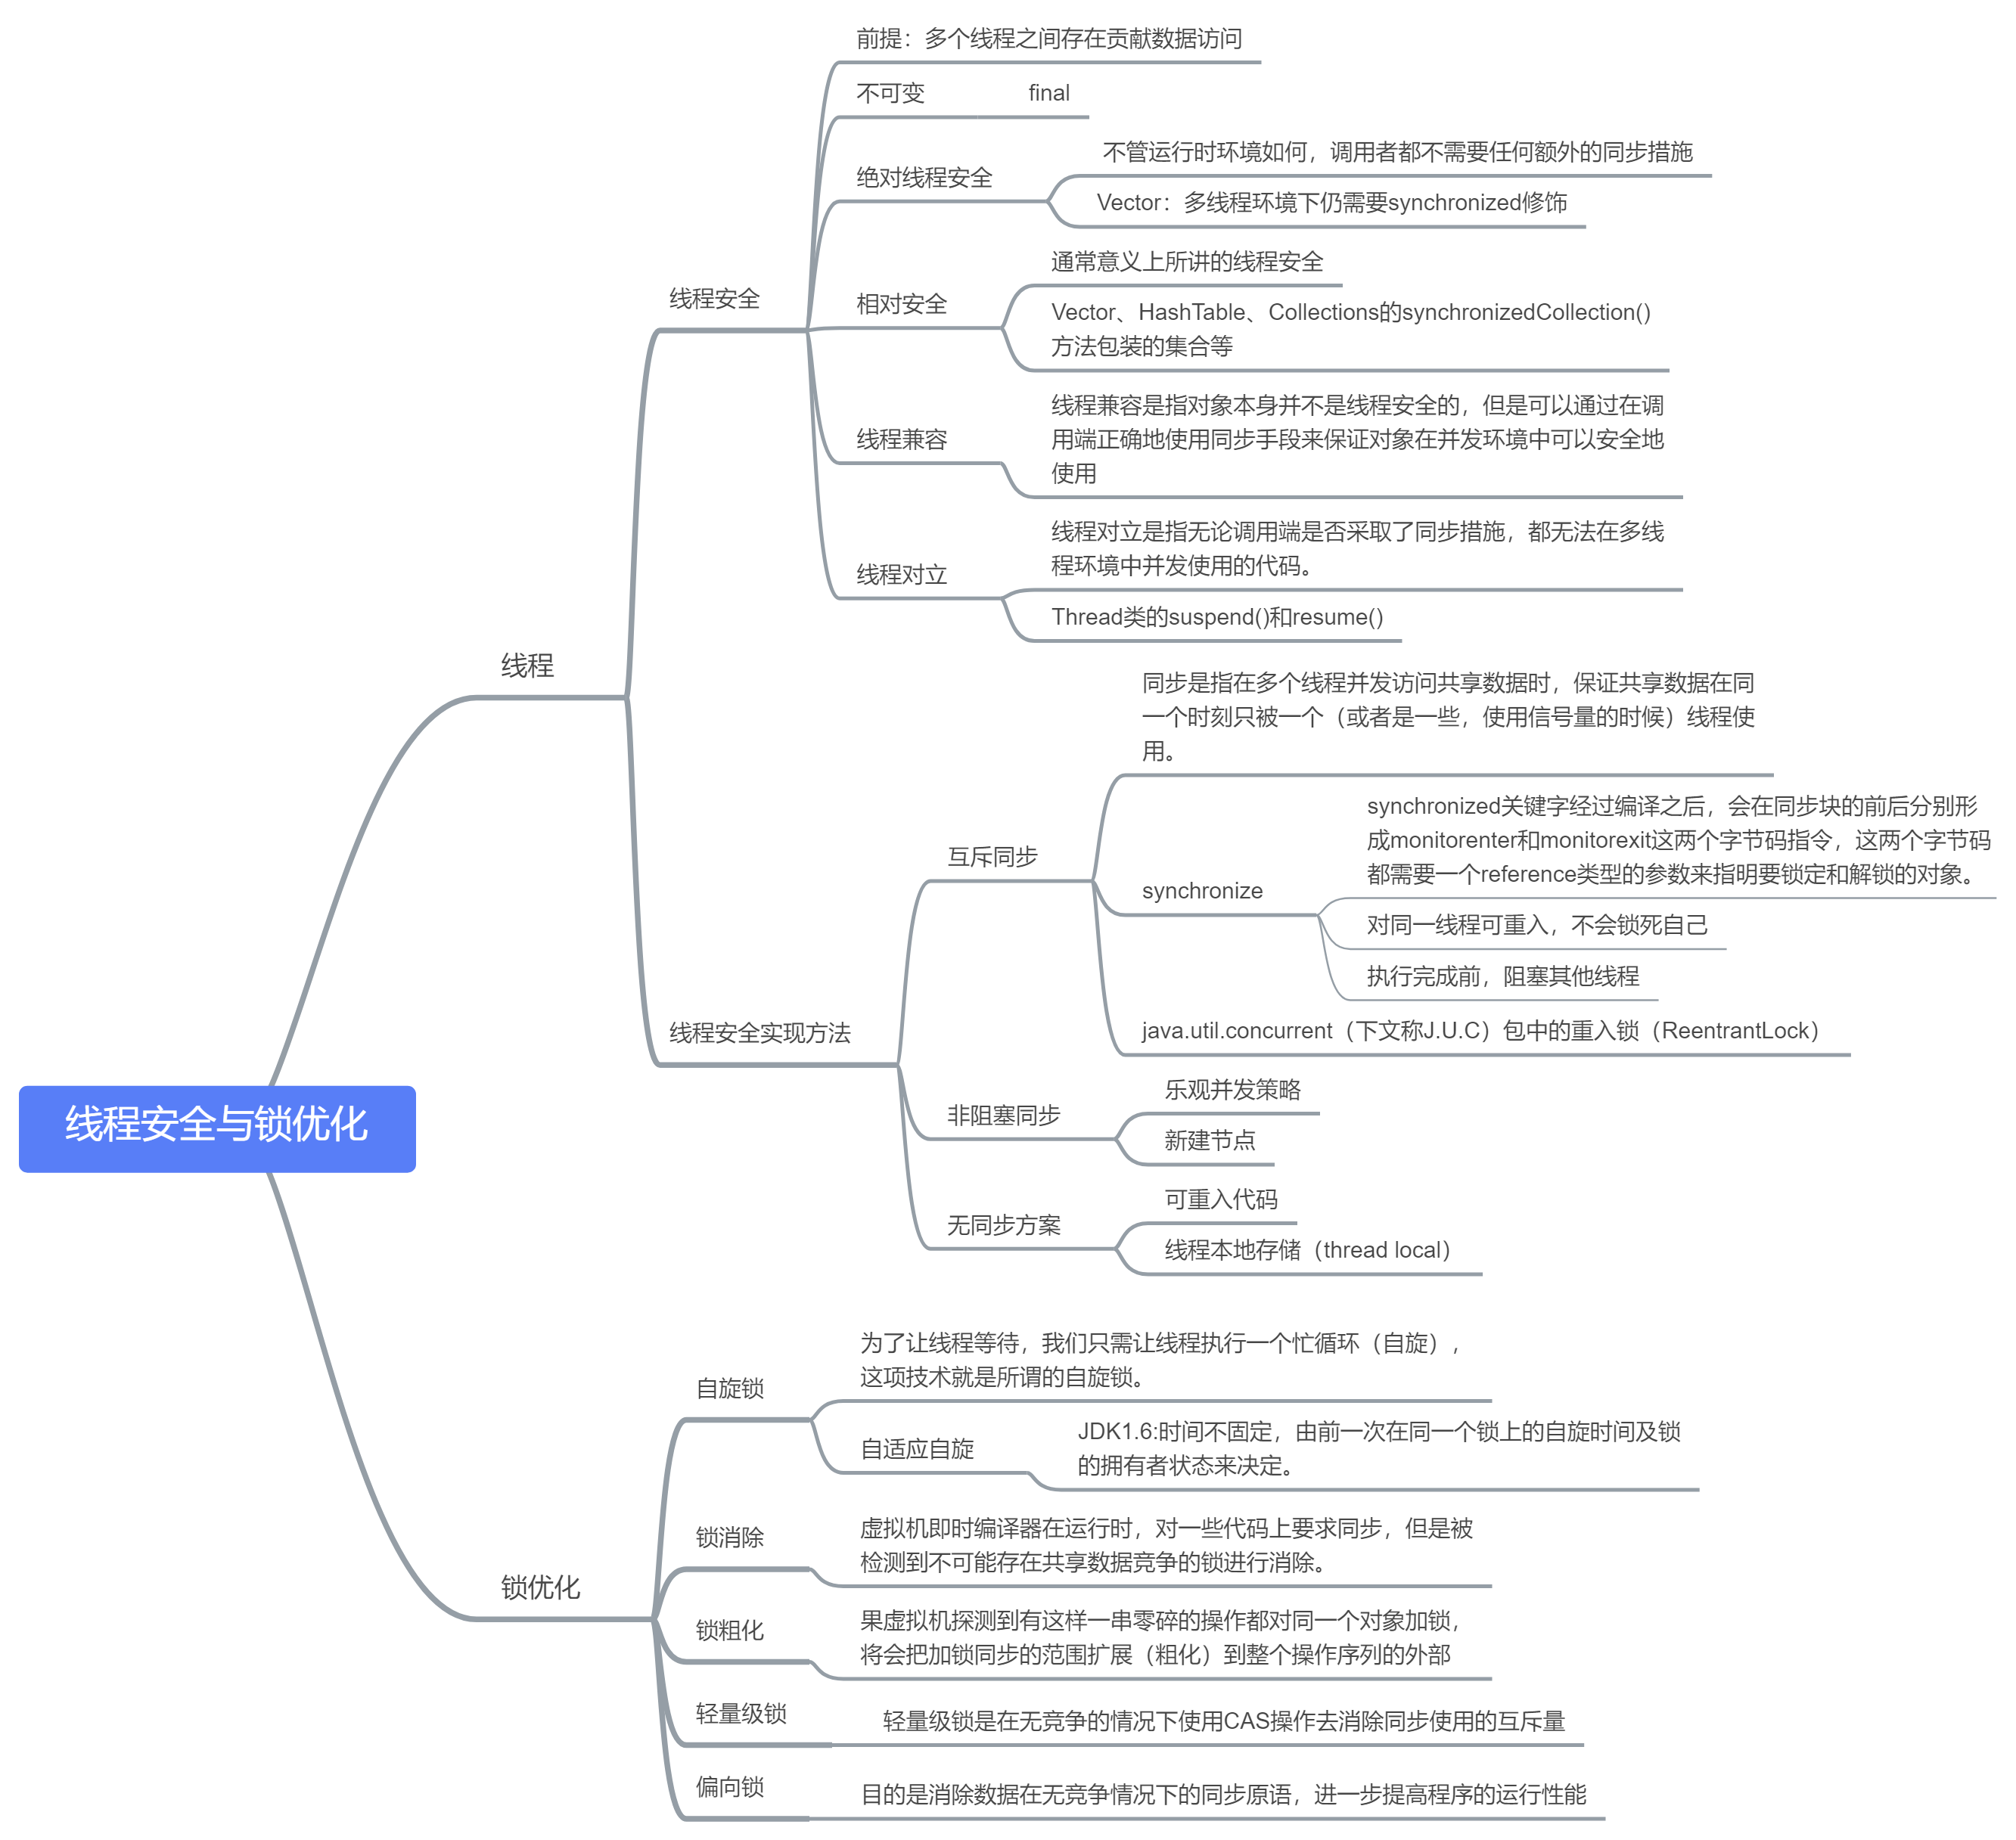 线程安全与锁优化
线程
线程安全
前提：多个线程之间存在贡献数据访问
不可变
final
绝对线程安全
不管运行时环境如何，调用者都不需要任何额外的同步措施
Vector：多线程环境下仍需要synchronized修饰
相对安全
通常意义上所讲的线程安全
Vector、HashTable、Collections的synchronizedCollection()
方法包装的集合等
线程兼容
线程兼容是指对象本身并不是线程安全的，但是可以通过在调
用端正确地使用同步手段来保证对象在并发环境中可以安全地
使用
线程对立
线程对立是指无论调用端是否采取了同步措施，都无法在多线
程环境中并发使用的代码。
Thread类的suspend()和resume()
线程安全实现方法
互斥同步
同步是指在多个线程并发访问共享数据时，保证共享数据在同
一个时刻只被一个（或者是一些，使用信号量的时候）线程使
用。
synchronize
synchronized关键字经过编译之后，会在同步块的前后分别形
成monitorenter和monitorexit这两个字节码指令，这两个字节码
都需要一个reference类型的参数来指明要锁定和解锁的对象。
对同一线程可重入，不会锁死自己
执行完成前，阻塞其他线程
java.util.concurrent（下文称J.U.C）包中的重入锁（ReentrantLock）
非阻塞同步
乐观并发策略
新建节点
无同步方案
可重入代码
线程本地存储（thread local）
锁优化
自旋锁
为了让线程等待，我们只需让线程执行一个忙循环（自旋），
这项技术就是所谓的自旋锁。
自适应自旋
JDK1.6:时间不固定，由前一次在同一个锁上的自旋时间及锁
的拥有者状态来决定。
锁消除
虚拟机即时编译器在运行时，对一些代码上要求同步，但是被
检测到不可能存在共享数据竞争的锁进行消除。
锁粗化
果虚拟机探测到有这样一串零碎的操作都对同一个对象加锁，
将会把加锁同步的范围扩展（粗化）到整个操作序列的外部
轻量级锁
轻量级锁是在无竞争的情况下使用CAS操作去消除同步使用的互斥量
偏向锁
目的是消除数据在无竞争情况下的同步原语，进一步提高程序的运行性能